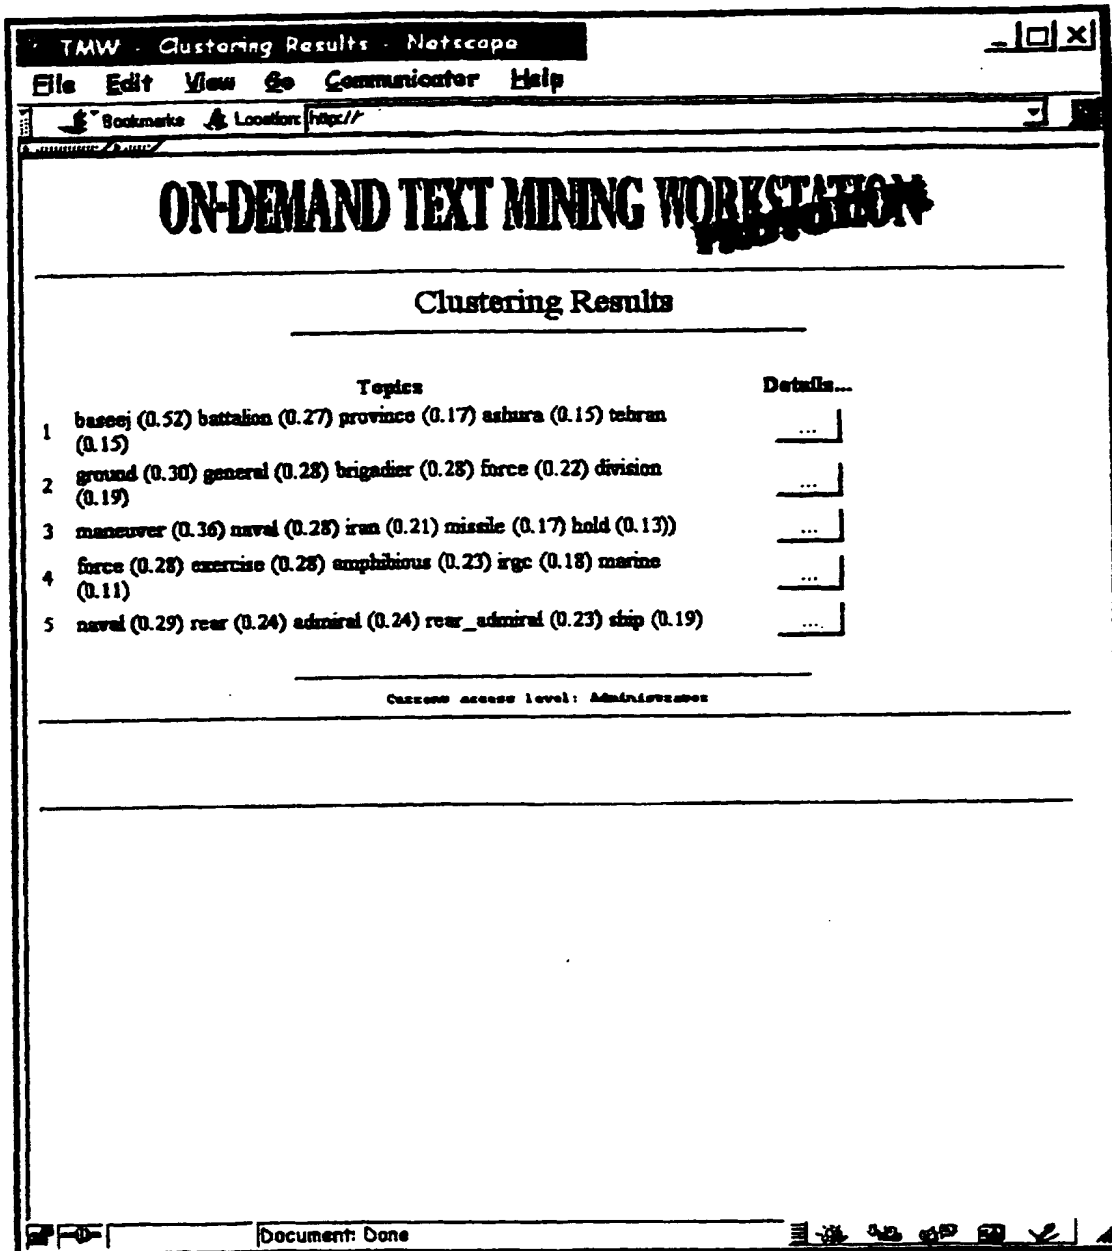 TMW - Clustering Results - Netscape
File Edit View Go Communicator Help
Bookmarks Location: http://
ON-DEMAND TEXT MINING WORKSTATION
Clustering Results
Topics Details...
1 baseej (0.52) battalion (0.27) province (0.17) ashura (0.15) tehran
(0.15)
...
2 ground (0.30) general (0.28) brigadier (0.28) force (0.22) division
(0.19)
...
3 maneuver (0.36) naval (0.28) iran (0.21) missile (0.17) hold (0.13))
...
4 force (0.28) exercise (0.28) amphibious (0.23) irgc (0.18) marine
(0.11)
...
5 naval (0.29) rear (0.24) admiral (0.24) rear_admiral (0.23) ship (0.19)
...
Current access level: Administrator
Document: Done